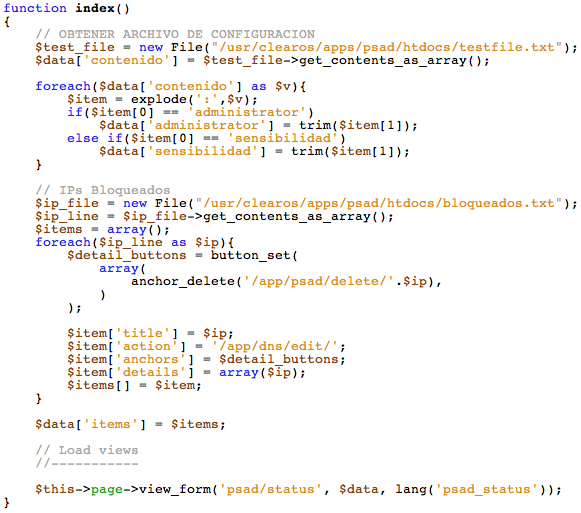 function index()
{
    // OBTENER ARCHIVO DE CONFIGURACION
    $test_file = new File("/usr/clearos/apps/psad/htdocs/testfile.txt");
    $data['contenido'] = $test_file->get_contents_as_array();

    foreach($data['contenido'] as $v){
        $item = explode(':',$v);
        if($item[0] == 'administrator')
            $data['administrator'] = trim($item[1]);
        else if($item[0] == 'sensibilidad')
            $data['sensibilidad'] = trim($item[1]);
    }

    // IPs Bloqueados
    $ip_file = new File("/usr/clearos/apps/psad/htdocs/bloqueados.txt");
    $ip_line = $ip_file->get_contents_as_array();
    $items = array();
    foreach($ip_line as $ip){
        $detail_buttons = button_set(
            array(
                anchor_delete('/app/psad/delete/'.$ip),
            )
        );

        $item['title'] = $ip;
        $item['action'] = '/app/dns/edit/';
        $item['anchors'] = $detail_buttons;
        $item['details'] = array($ip);
        $items[] = $item;
    }

    $data['items'] = $items;

    // Load views
    //-----------

    $this->page->view_form('psad/status', $data, lang('psad_status'));
}